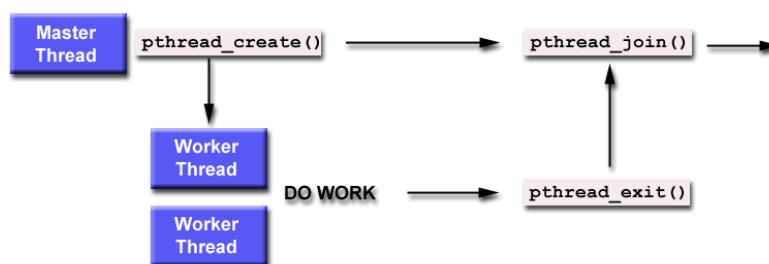 Master
Thread
pthread_create()
pthread_join()
Worker
Thread
DO WORK
pthread_exit()
Worker
Thread